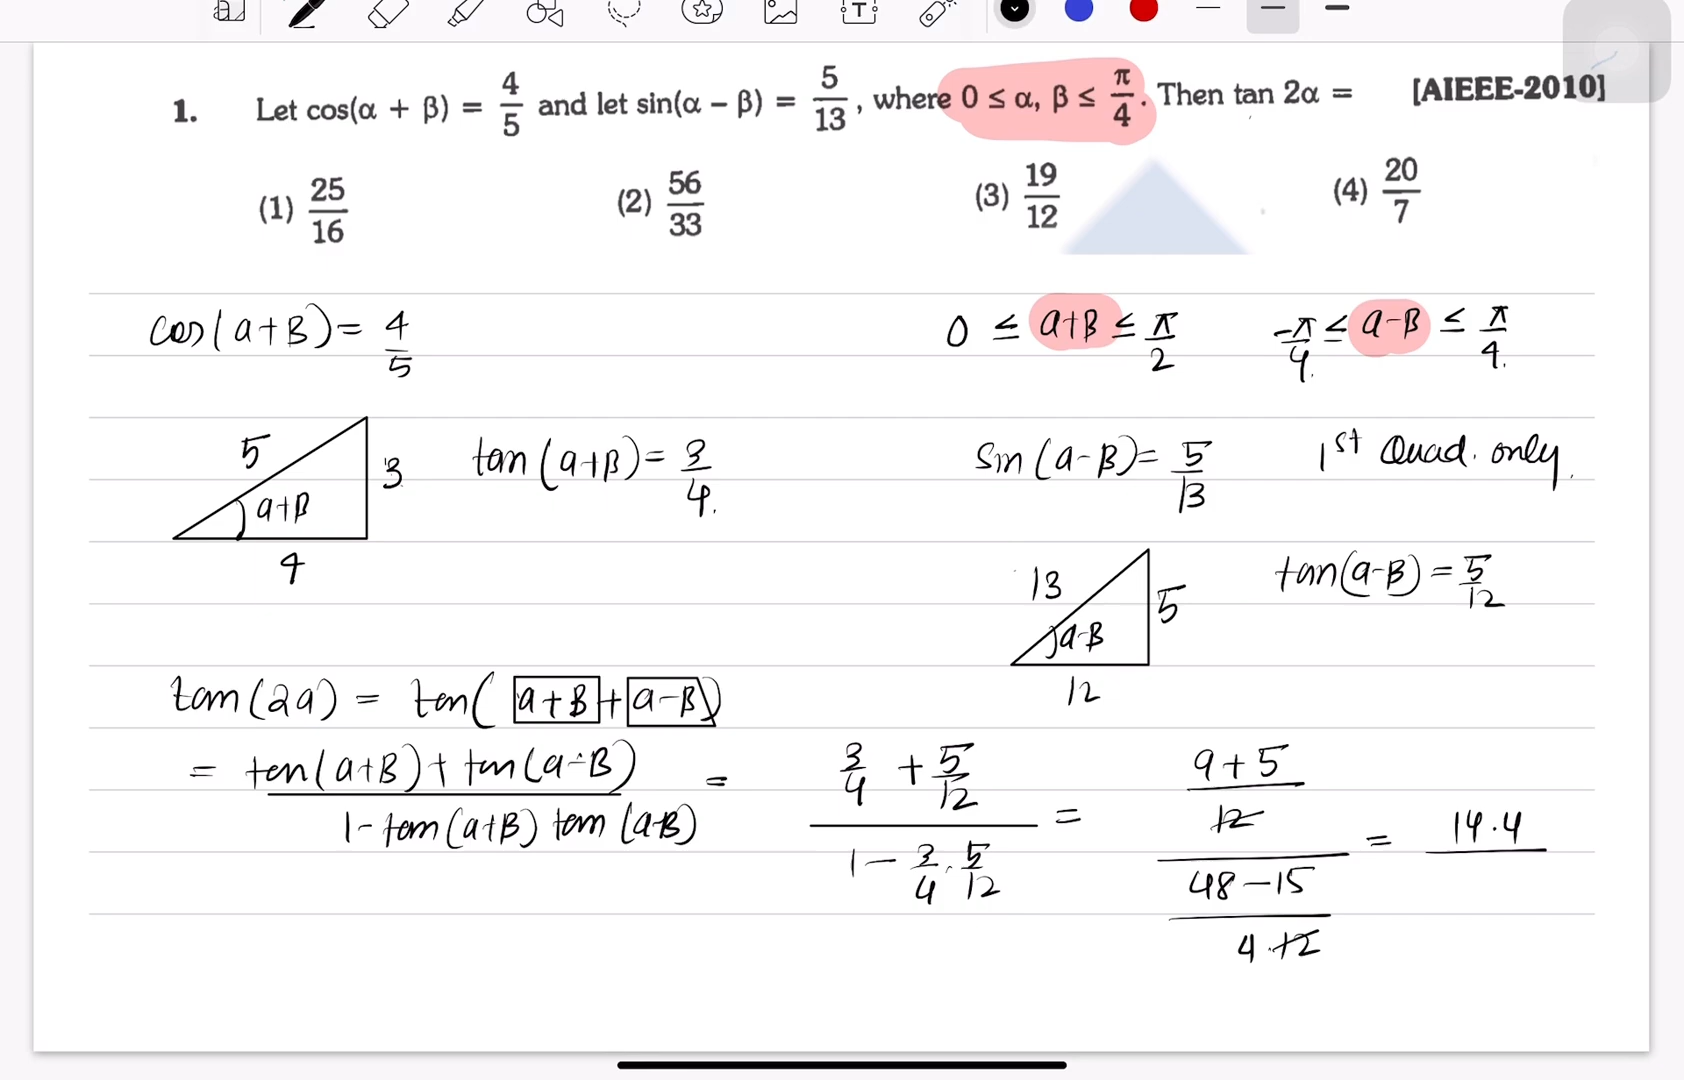 1. Let cos(α + β) = 4/5 and let sin(α – β) = 5/13, where 0 ≤ α, β ≤ π/4. Then tan 2α = [AIEEE-2010]
(1) 25/16 (2) 56/33 (3) 19/12 (4) 20/7
cos(α+β) = 4/5 0 ≤ α+β ≤ π/2 -π/4 ≤ α-β ≤ π/4.
5 3 α+β 4 tan(α+β) = 3/4. sin(α-β) = 5/13 1st Quad. only.
13 5 α-β 12 tan(α-β) = 5/12
tan(2α) = tan(α+β + α-β)
= tan(α+β) + tan(α-β) / 1 - tan(α+β) tan(α-β) = 3/4 + 5/12 / 1 - 3/4 . 5/12 = 9+5 / 12 / 48-15 / 4.12 = 14.4